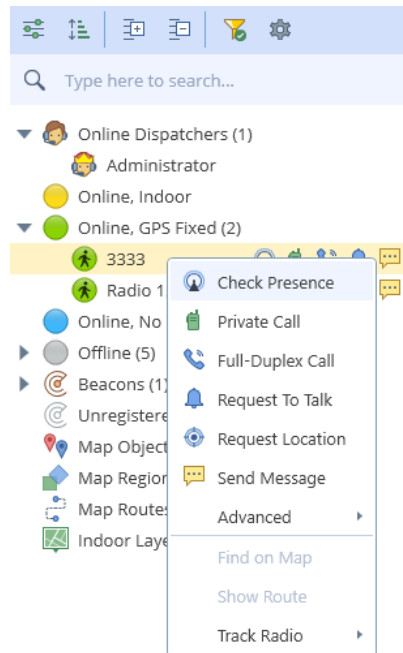 Type here to search...
Online Dispatchers (1)
Administrator
Online, Indoor
Online, GPS Fixed (2)
3333
Radio 1
Online, No
Offline (5)
Beacons (1)
Unregistere
Map Object
Map Region
Map Routes
Indoor Laye
Check Presence
Private Call
Full-Duplex Call
Request To Talk
Request Location
Send Message
Advanced
Find on Map
Show Route
Track Radio